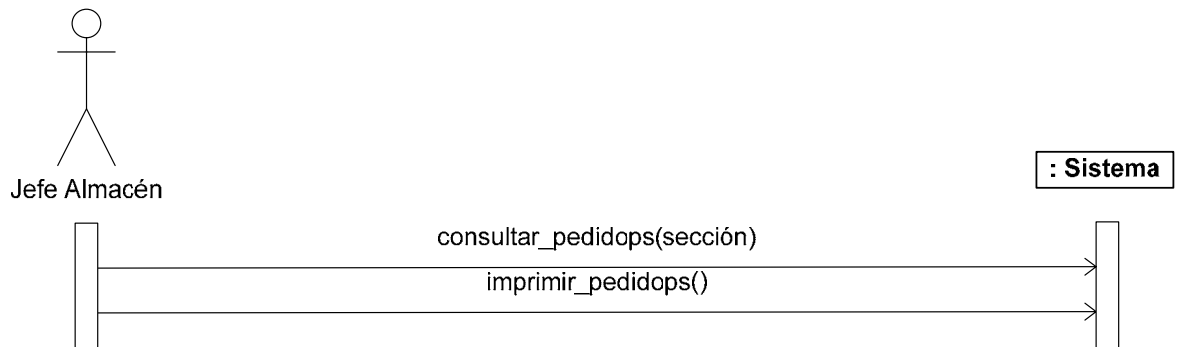 Jefe Almacén
: Sistema
consultar_pedidops(sección)
imprimir_pedidops()